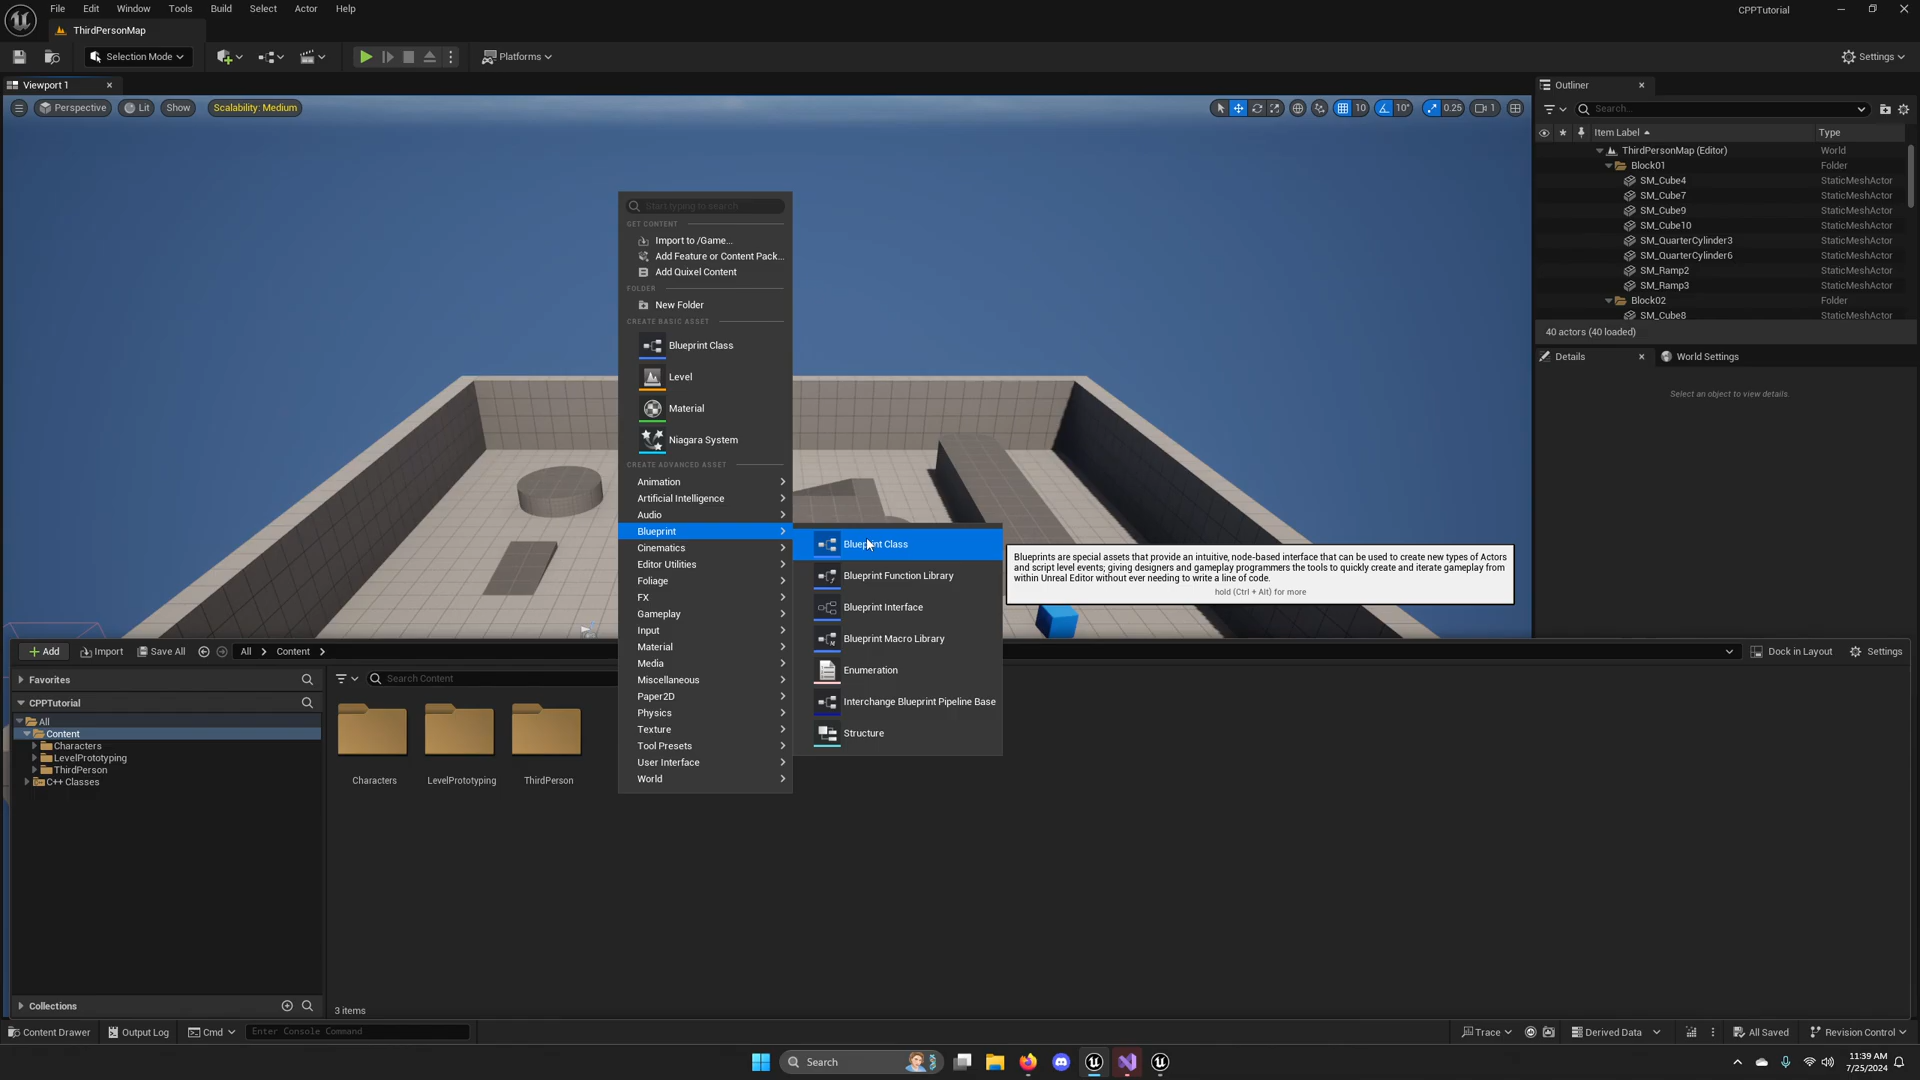 File Edit Window Tools Build Select Actor Help
CPPTutorial
ThirdPersonMap
Selection Mode
Platforms
Settings
Viewport 1
Perspective
Lit
Show
Scalability: Medium
10
10°
0.25
1
Outliner
Search...
Item Label
Type
ThirdPersonMap (Editor) World
Block01 Folder
SM_Cube4 StaticMeshActor
SM_Cube7 StaticMeshActor
SM_Cube9 StaticMeshActor
SM_Cube10 StaticMeshActor
SM_QuarterCylinder3 StaticMeshActor
SM_QuarterCylinder6 StaticMeshActor
SM_Ramp2 StaticMeshActor
SM_Ramp3 StaticMeshActor
Block02 Folder
SM_Cube8 StaticMeshActor
40 actors (40 loaded)
Details
World Settings
Select an object to view details.
Start typing to search
GET CONTENT
Import to /Game...
Add Feature or Content Pack...
Add Quixel Content
FOLDER
New Folder
CREATE BASIC ASSET
Blueprint Class
Level
Material
Niagara System
CREATE ADVANCED ASSET
Animation
Artificial Intelligence
Audio
Blueprint
Cinematics
Editor Utilities
Foliage
FX
Gameplay
Input
Material
Media
Miscellaneous
Paper2D
Physics
Texture
Tool Presets
User Interface
World
Blueprint Class
Blueprint Function Library
Blueprint Interface
Blueprint Macro Library
Enumeration
Interchange Blueprint Pipeline Base
Structure
Blueprints are special assets that provide an intuitive, node-based interface that can be used to create new types of Actors
and script level events; giving designers and gameplay programmers the tools to quickly create and iterate gameplay from
within Unreal Editor without ever needing to write a line of code.
hold (Ctrl + Alt) for more
Add
Import
Save All
All
Content
Dock in Layout
Settings
Favorites
CPPTutorial
All
Content
Characters
LevelPrototyping
ThirdPerson
C++ Classes
Collections
Search Content
Characters
LevelPrototyping
ThirdPerson
3 items
Content Drawer
Output Log
Cmd
Enter Console Command
Trace
Derived Data
All Saved
Revision Control
Search
11:39 AM
7/25/2024